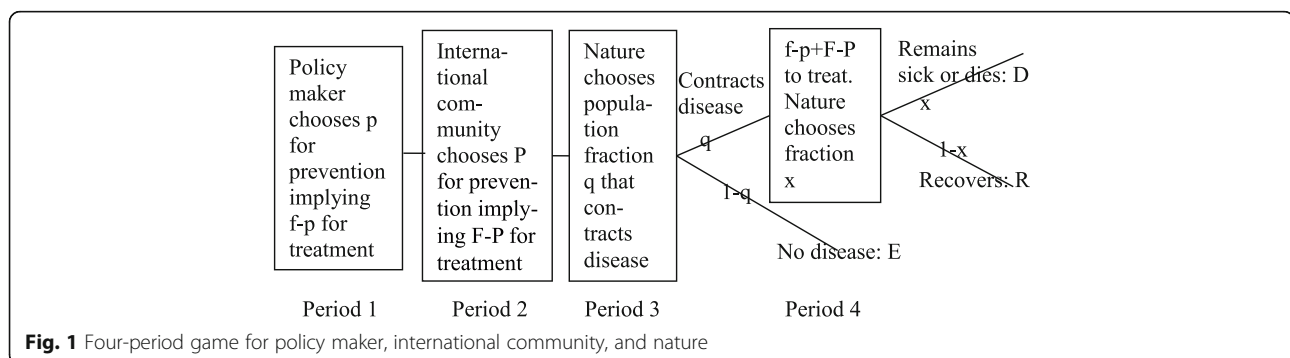 Policy
maker
chooses p
for
prevention
implying
f-p for
treatment
Interna-
tional
com-
munity
chooses P
for preven-
tion imply-
ing F-P for
treatment
Nature
chooses
popula-
tion
fraction
q that
con-
tracts
disease
Contracts
disease
q
1-q
No disease: E
f-p+F-P
to treat.
Nature
chooses
fraction
x
Remains
sick or dies: D
x
1-x
Recovers: R
Period 1
Period 2
Period 3
Period 4
Fig. 1 Four-period game for policy maker, international community, and nature